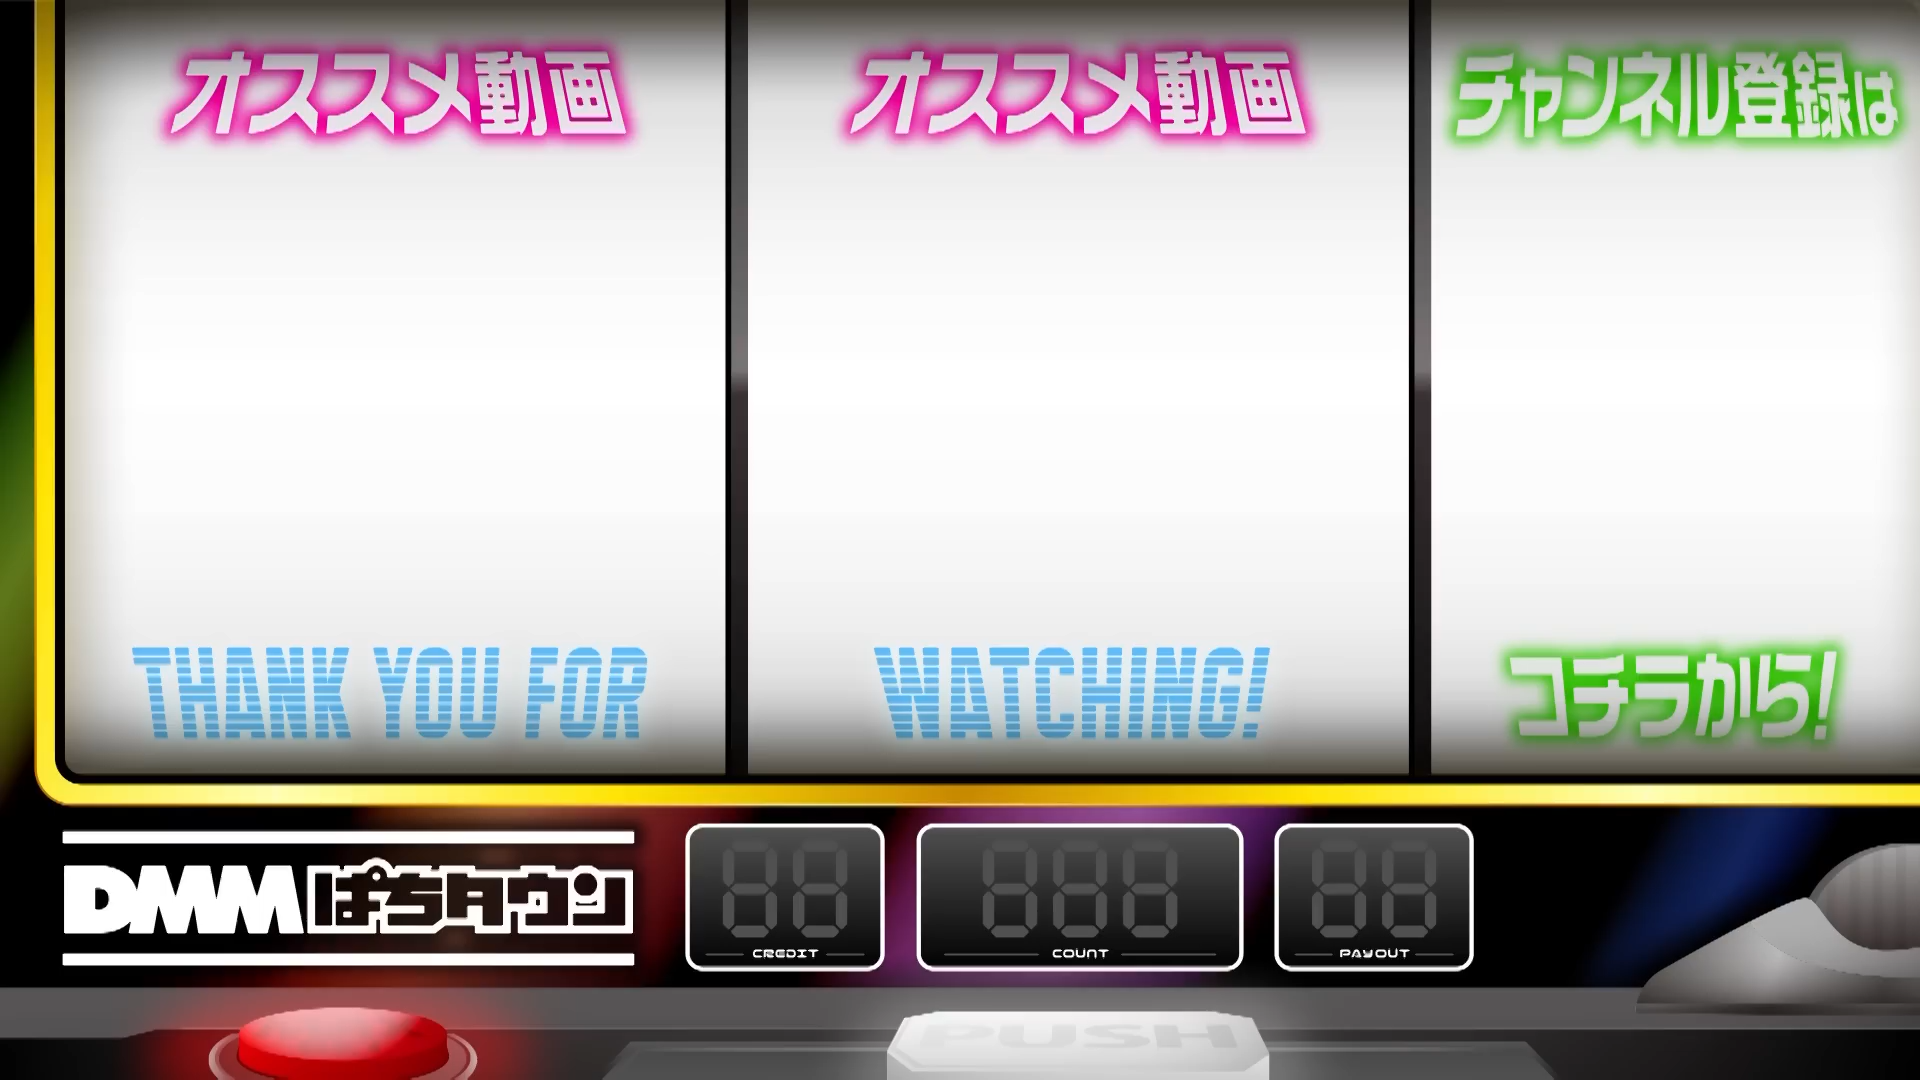 オススメ動画
オススメ動画
チャンネル登録は
THANK YOU FOR
WATCHING!
コチラから!
DMMぱちタウン
CREDIT
COUNT
PAYOUT
PUSH